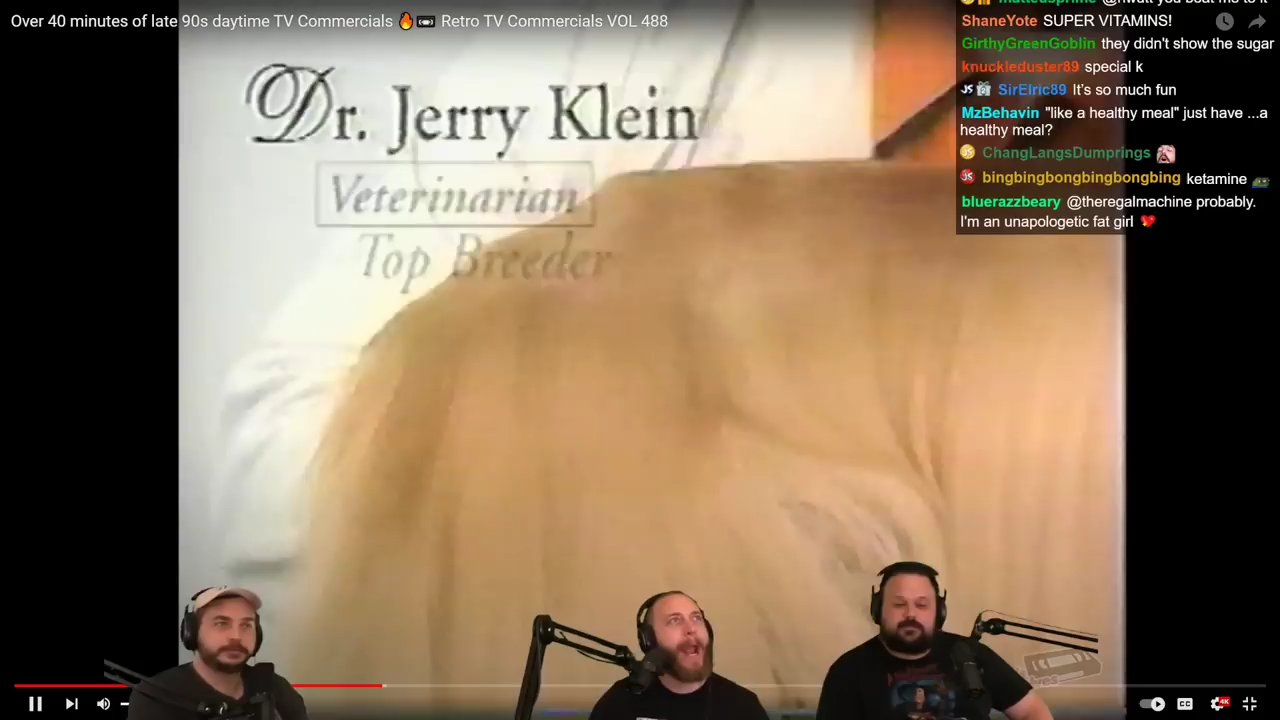 Over 40 minutes of late 90s daytime TV Commercials 🔥📼 Retro TV Commercials VOL 488
ShaneYote SUPER VITAMINS!
GirthyGreenGoblin they didn't show the sugar
knuckleduster89 special k
SirElric89 It's so much fun
MzBehavin "like a healthy meal" just have ...a
healthy meal?
ChangLangsDumprings
bingbingbongbingbongbing ketamine
bluerazzbeary @theregalmachine probably.
I'm an unapologetic fat girl 💖
Dr. Jerry Klein
Veterinarian
Top Breeder
CC
4K